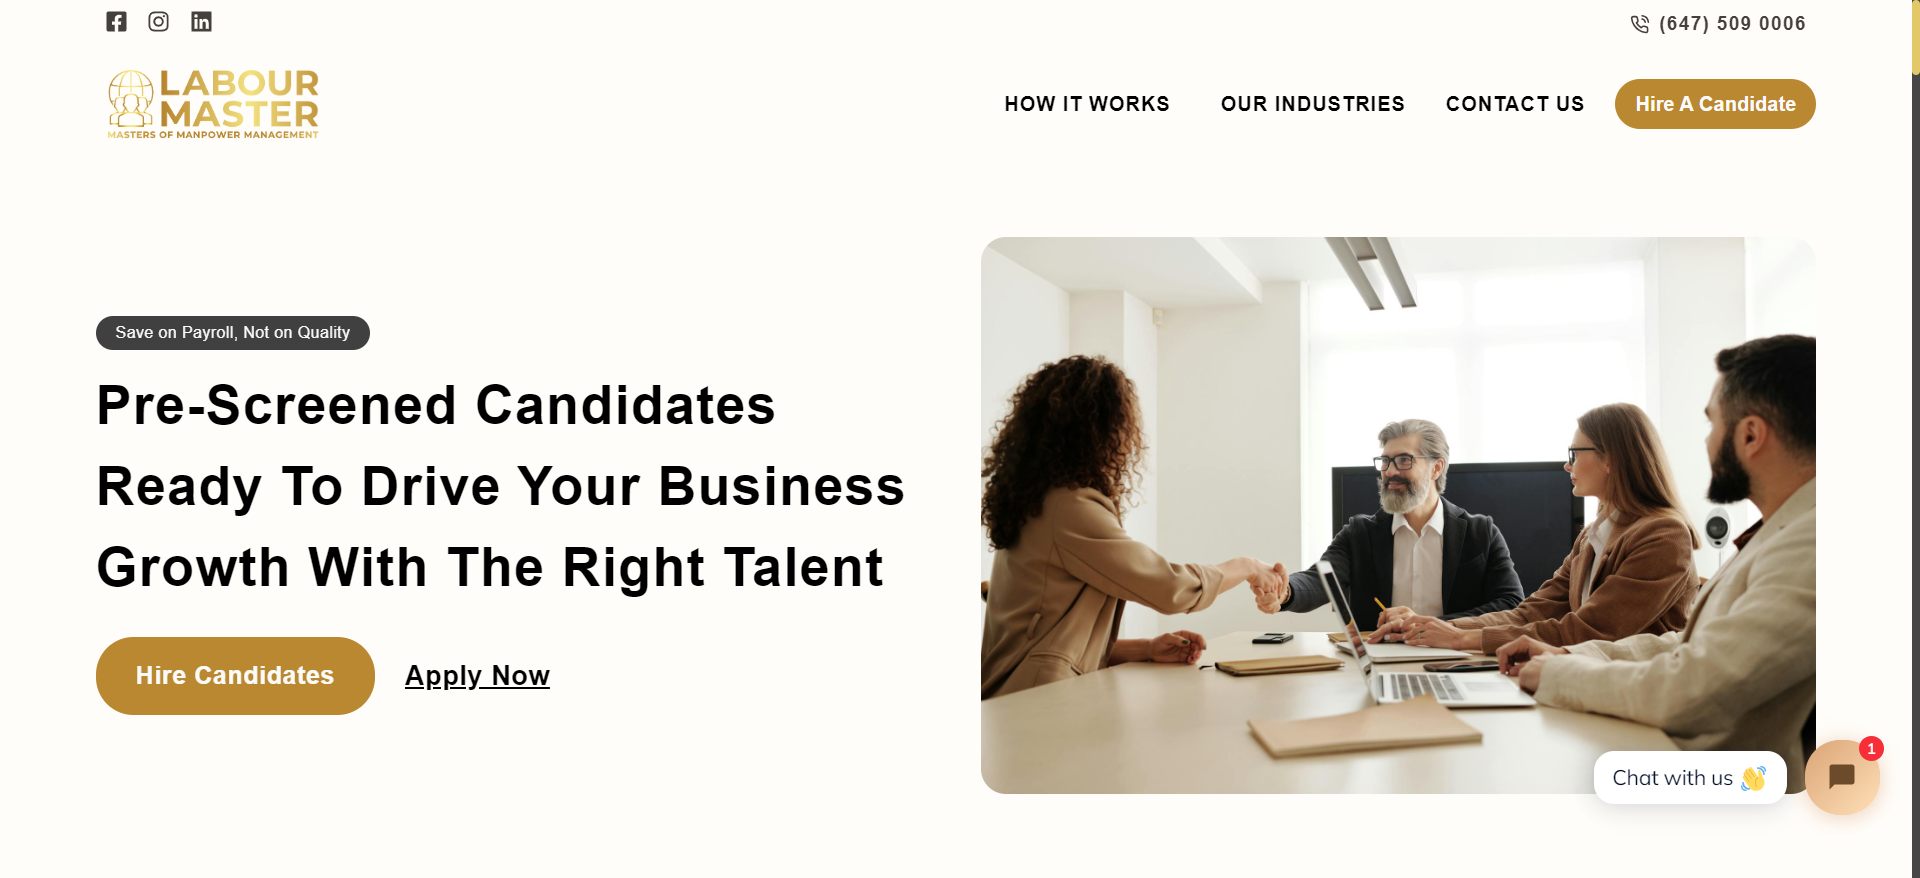 (647) 509 0006
LABOUR
MASTER
MASTERS OF MANPOWER MANAGEMENT
HOW IT WORKS
OUR INDUSTRIES
CONTACT US
Hire A Candidate
Save on Payroll, Not on Quality
Pre-Screened Candidates
Ready To Drive Your Business
Growth With The Right Talent
Hire Candidates
Apply Now
Chat with us 👋
1